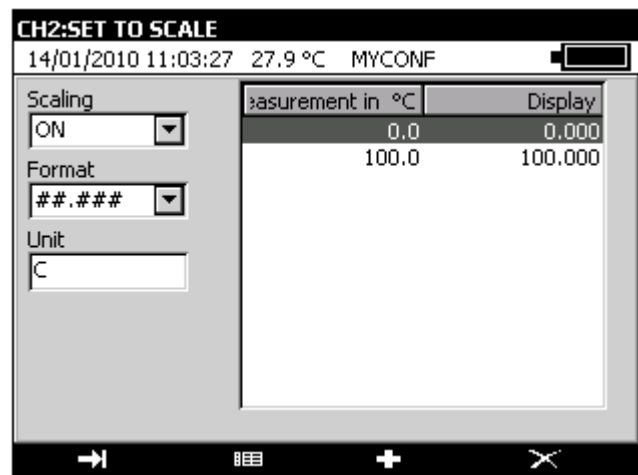 CH2:SET TO SCALE
14/01/2010 11:03:27 27.9 °C MYCONF
Scaling
ON
Format
##.###
Unit
C
easurement in °C Display
0.0 0.000
100.0 100.000